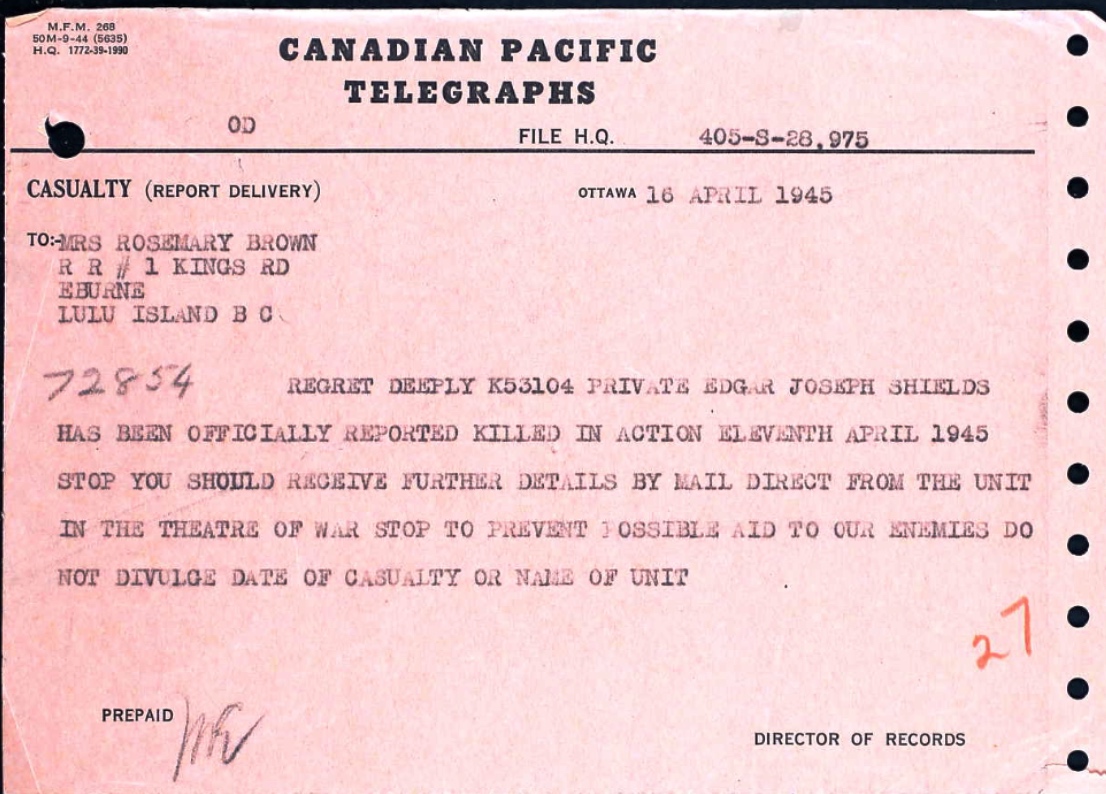 M.F.M. 268
50M-9-44 (5635)
H.Q. 1772-39-1990
CANADIAN PACIFIC
TELEGRAPHS
OD
FILE H.Q. 405-S-28,975
CASUALTY (REPORT DELIVERY) OTTAWA 16 APRIL 1945
TO:-MRS ROSEMARY BROWN
R R # 1 KINGS RD
EBURNE
LULU ISLAND B C
72854 REGRET DEEPLY K53104 PRIVATE EDGAR JOSEPH SHIELDS
HAS BEEN OFFICIALLY REPORTED KILLED IN ACTION ELEVENTH APRIL 1945
STOP YOU SHOULD RECEIVE FURTHER DETAILS BY MAIL DIRECT FROM THE UNIT
IN THE THEATRE OF WAR STOP TO PREVENT POSSIBLE AID TO OUR ENEMIES DO
NOT DIVULGE DATE OF CASUALTY OR NAME OF UNIT
27
PREPAID
DIRECTOR OF RECORDS